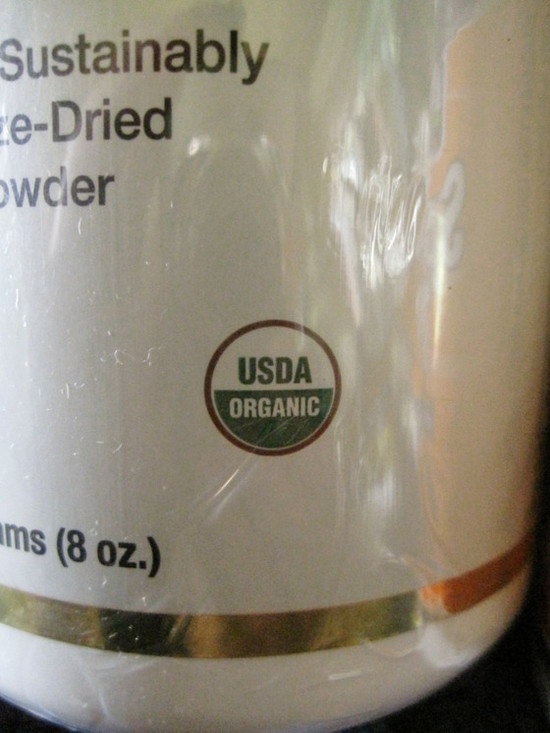 Sustainably
ze-Dried
owder
USDA
ORGANIC
ams (8 oz.)